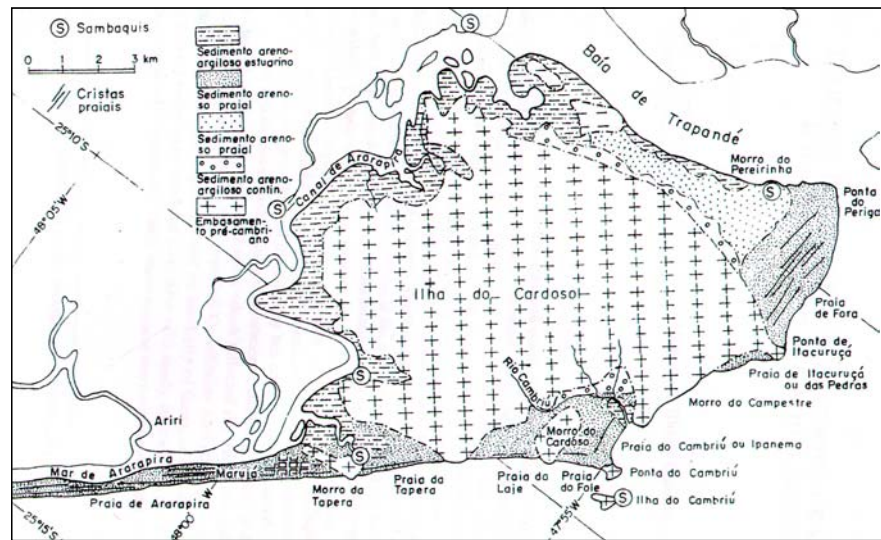 Ⓢ Sambaquis
0 1 2 3 km
Cristas
praiais
Sedimento areno-
argiloso estuarino
Sedimento areno-
so praial
Sedimento areno-
so praial
Sedimento areno-
argiloso contin.
Embasamen-
to pré-cambri-
ano
25°10'S
48°05'W
Canal de Ararapira
Baía
de
Trapandé
Morro do
Pereirinha
Ponta
do
Perigo
Ilha do Cardoso
Praia
de Fora
Ponta de
Itacuruçá
Praia de Itacuruçá
ou das Pedras
Rio Cambriú
Morro do Campestre
Morro do
Cardoso
Praia do Cambriú ou Ipanema
Ponta do Cambriú
Ilha do Cambriú
Ariri
Mar de Ararapira
Marujá
Praia de Ararapira
Morro da
Tapera
Praia da
Tapera
Praia da
Laje
Praia
do Fole
25°15'S
48°00' W
47°55'W
S
S
S
S
S
S